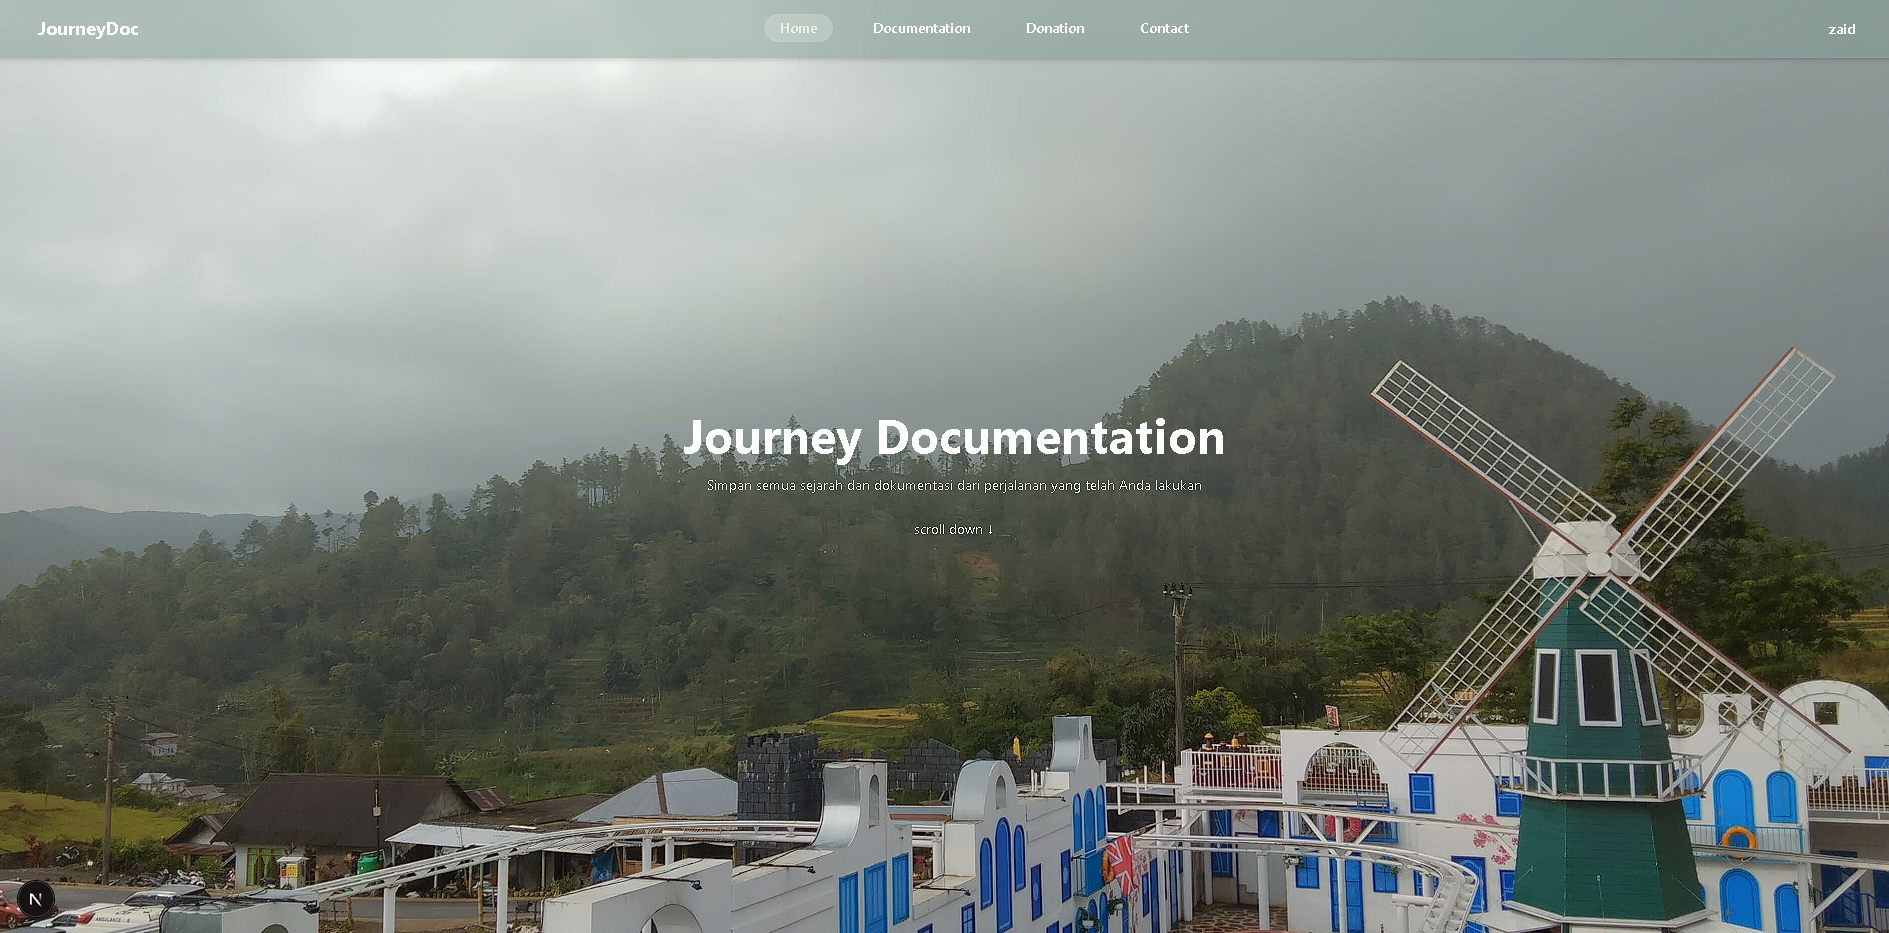 JourneyDoc
Home
Documentation
Donation
Contact
zaid
Journey Documentation
Simpan semua sejarah dan dokumentasi dari perjalanan yang telah Anda lakukan
scroll down ↓
AMBULANCE
N